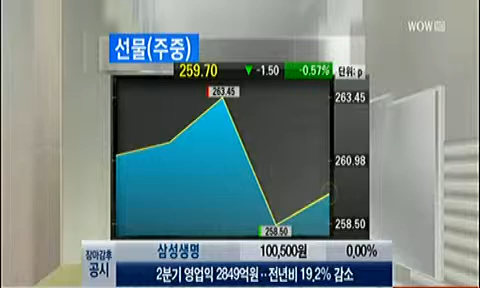 WOW
선물(주중)
259.70 ▼ -1.50 -0.57% 단위: p
263.45
263.45
260.98
258.50
258.50
장마감후
공시
삼성생명 100,500원 0,00%
2분기 영업익 2849억원··전년비 19,2% 감소